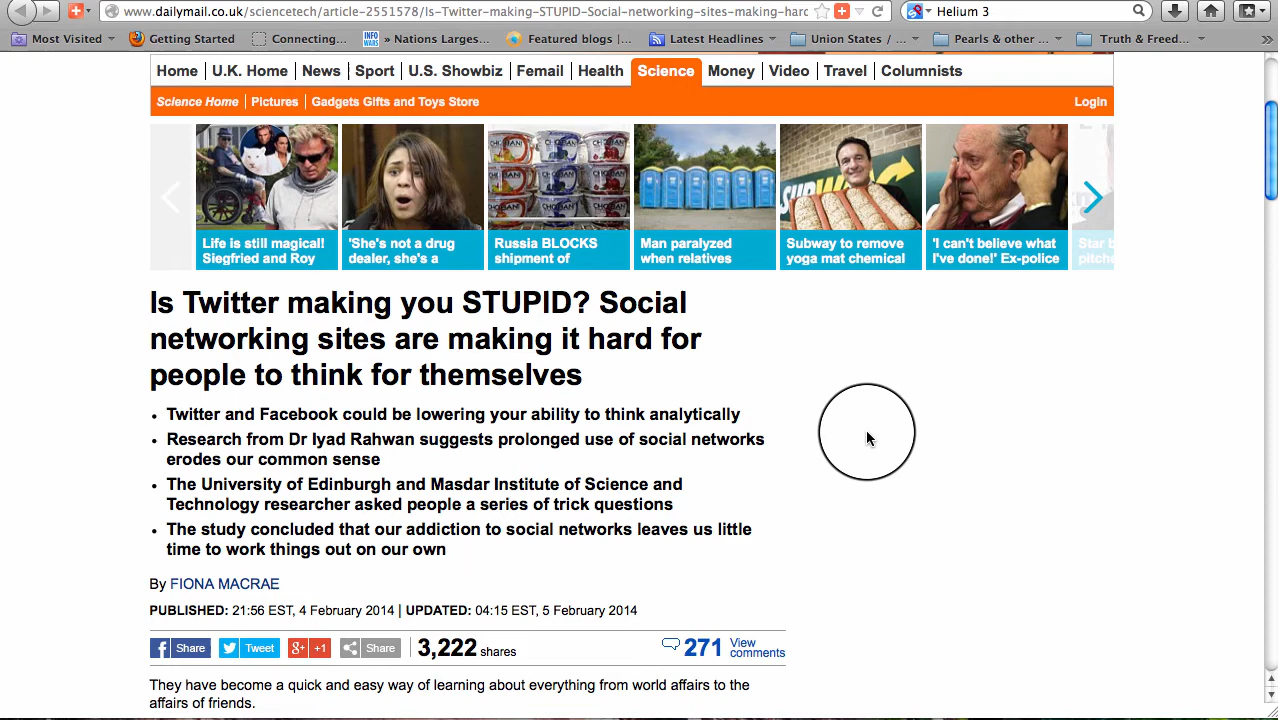 www.dailymail.co.uk/sciencetech/article-2551578/Is-Twitter-making-STUPID-Social-networking-sites-making-hard
Helium 3
Most Visited
Getting Started
Connecting...
INFO WARS
» Nations Larges...
Featured blogs |...
Latest Headlines
Union States / ...
Pearls & other ...
Truth & Freed...
»
Home | U.K. Home | News | Sport | U.S. Showbiz | Femail | Health | Science | Money | Video | Travel | Columnists
Science Home | Pictures | Gadgets Gifts and Toys Store
Login
Life is still magical!
Siegfried and Roy
'She's not a drug
dealer, she's a
CHOBANI
Russia BLOCKS
shipment of
Man paralyzed
when relatives
SUBWAY
Subway to remove
yoga mat chemical
'I can't believe what
I've done!' Ex-police
Star b
pitche
Is Twitter making you STUPID? Social
networking sites are making it hard for
people to think for themselves
• Twitter and Facebook could be lowering your ability to think analytically
• Research from Dr Iyad Rahwan suggests prolonged use of social networks
erodes our common sense
• The University of Edinburgh and Masdar Institute of Science and
Technology researcher asked people a series of trick questions
• The study concluded that our addiction to social networks leaves us little
time to work things out on our own
By FIONA MACRAE
PUBLISHED: 21:56 EST, 4 February 2014 | UPDATED: 04:15 EST, 5 February 2014
f Share
Tweet
g+ +1
Share
3,222 shares
271 View
comments
They have become a quick and easy way of learning about everything from world affairs to the
affairs of friends.